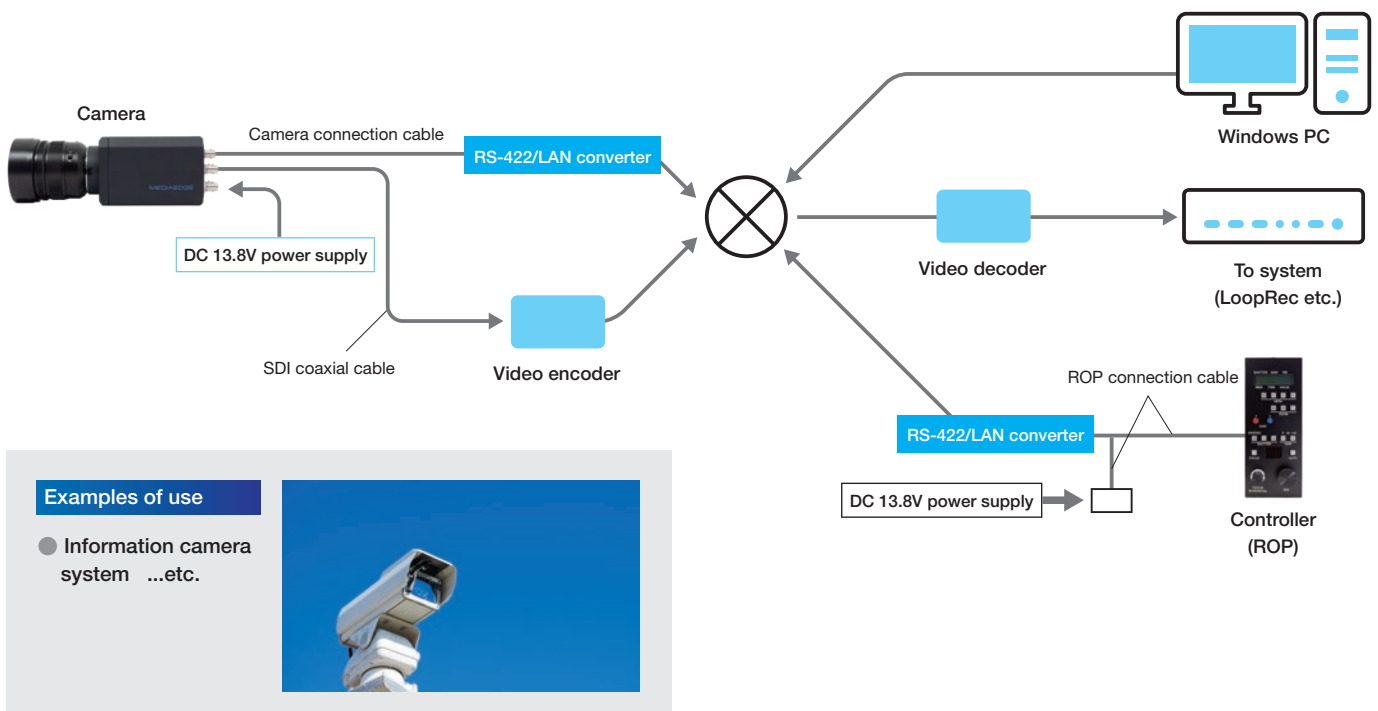 Camera
Camera connection cable
RS-422/LAN converter
MEDIAEDGE
DC 13.8V power supply
SDI coaxial cable
Video encoder
Windows PC
Video decoder
To system
(LoopRec etc.)
ROP connection cable
RS-422/LAN converter
DC 13.8V power supply
Controller
(ROP)
Examples of use
Information camera
system ...etc.